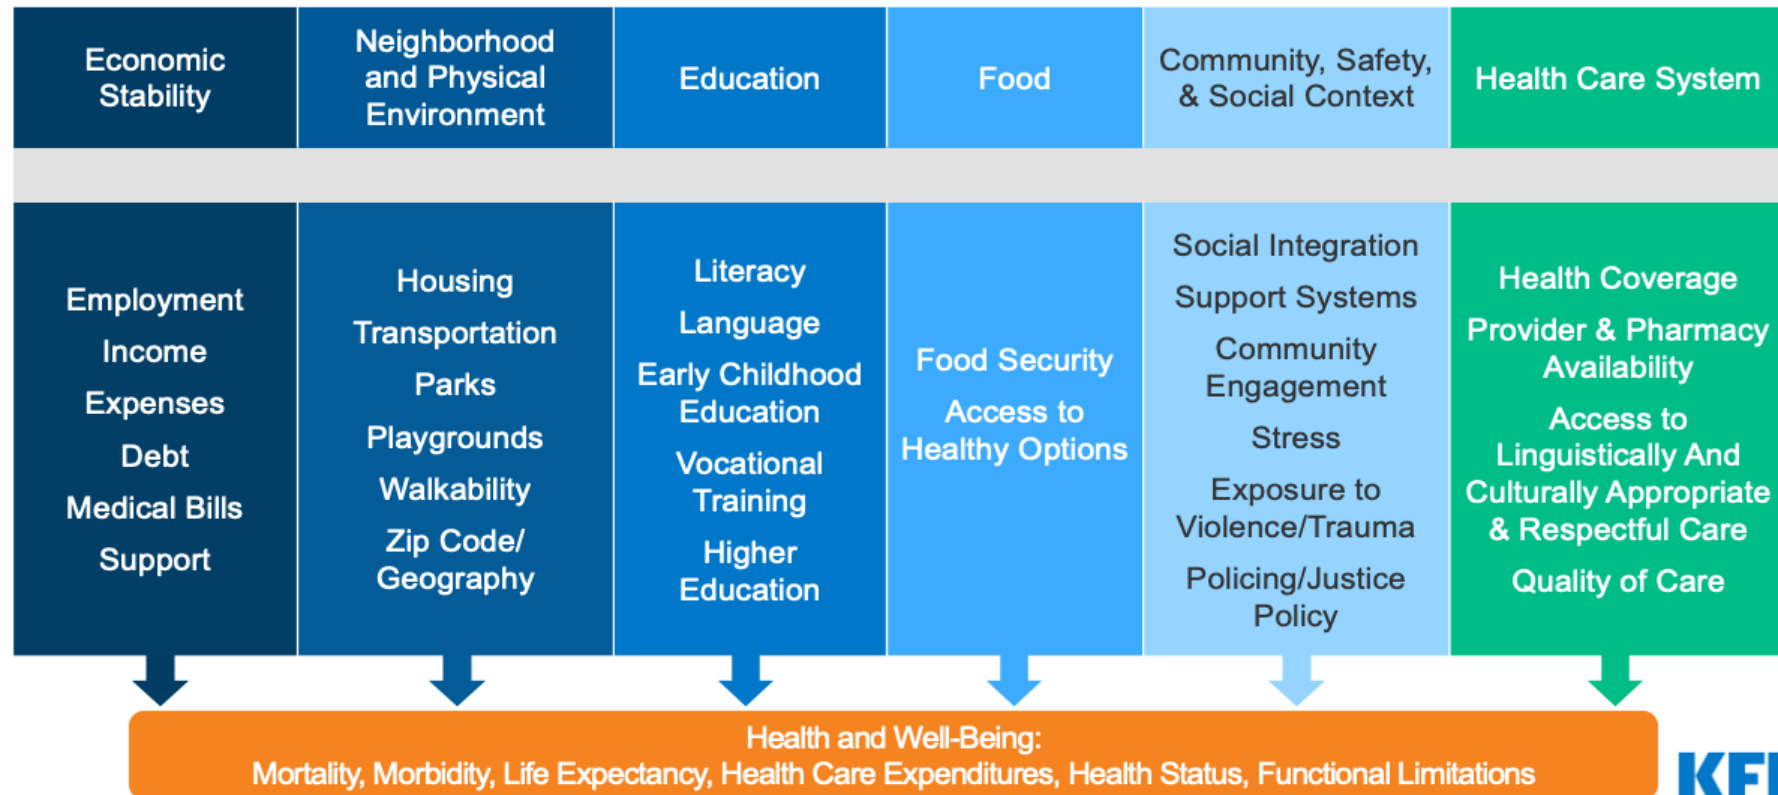 Economic
Stability
Neighborhood
and Physical
Environment
Education
Food
Community, Safety,
& Social Context
Health Care System
Employment
Income
Expenses
Debt
Medical Bills
Support
Housing
Transportation
Parks
Playgrounds
Walkability
Zip Code/
Geography
Literacy
Language
Early Childhood
Education
Vocational
Training
Higher
Education
Food Security
Access to
Healthy Options
Social Integration
Support Systems
Community
Engagement
Stress
Exposure to
Violence/Trauma
Policing/Justice
Policy
Health Coverage
Provider & Pharmacy
Availability
Access to
Linguistically And
Culturally Appropriate
& Respectful Care
Quality of Care
Health and Well-Being:
Mortality, Morbidity, Life Expectancy, Health Care Expenditures, Health Status, Functional Limitations